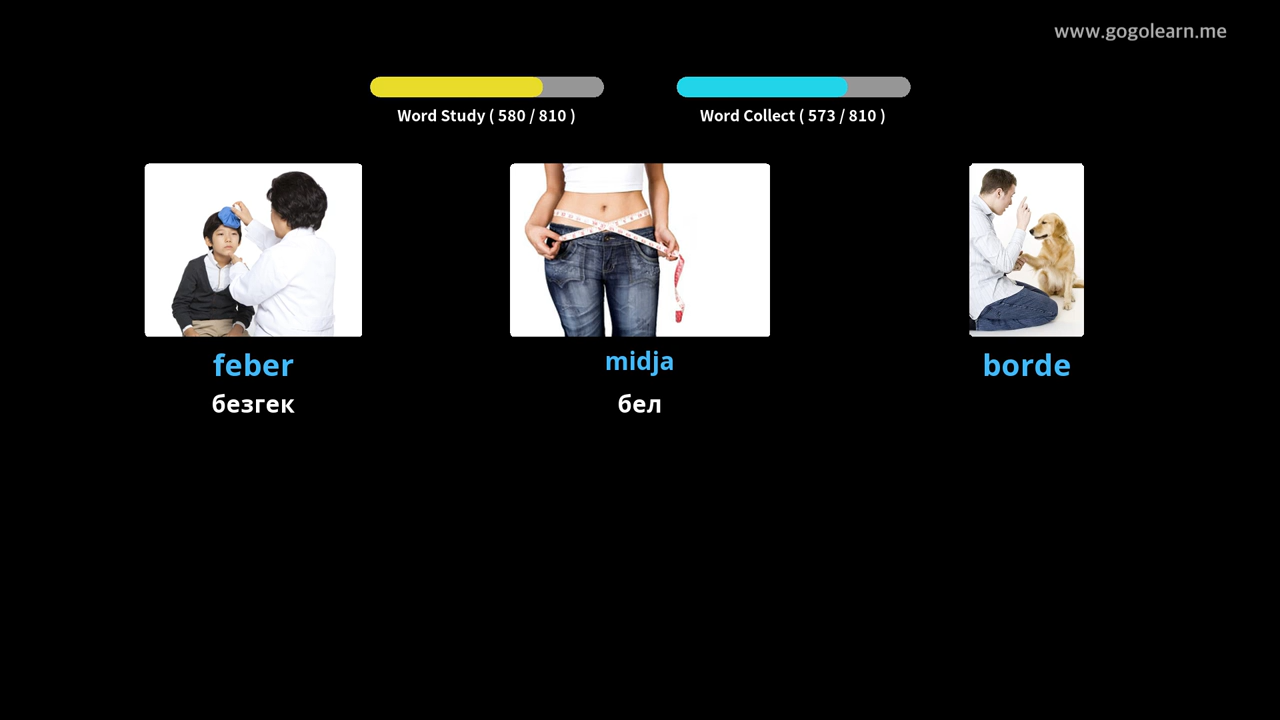 www.gogolearn.me
Word Study ( 580 / 810 )
Word Collect ( 573 / 810 )
feber
midja
borde
безгек
бел